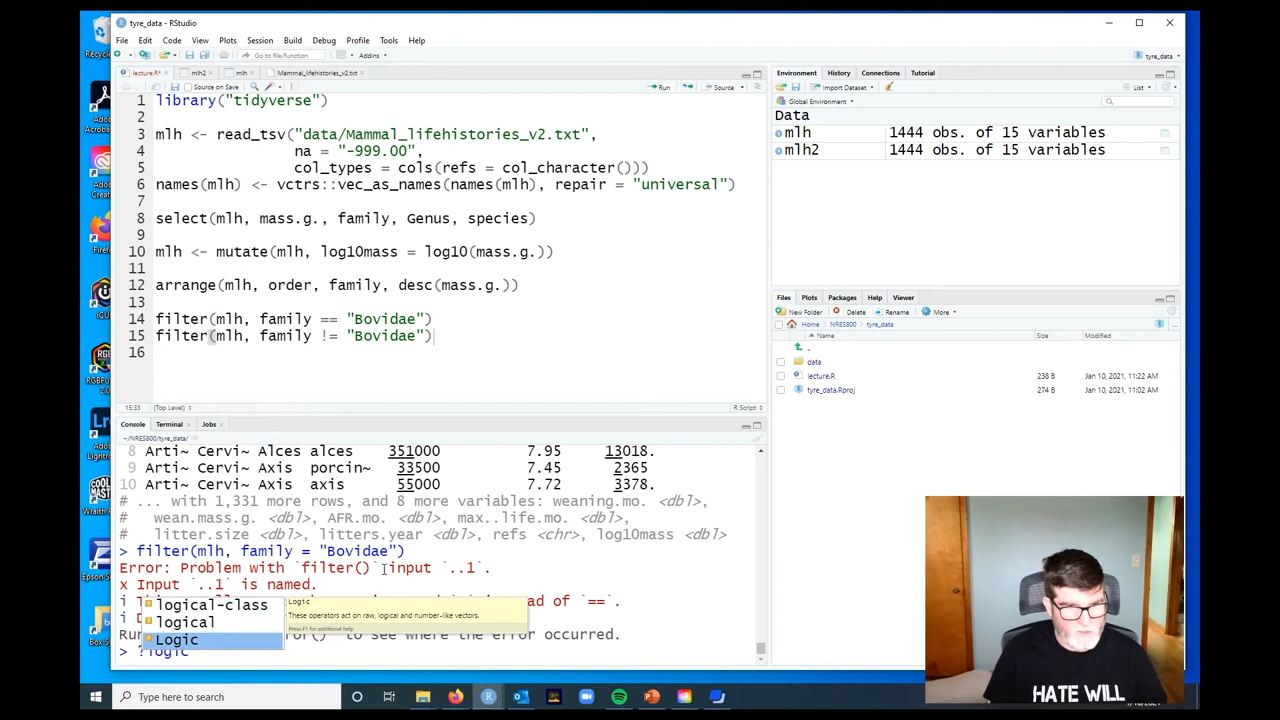 tyre_data - RStudio
File Edit Code View Plots Session Build Debug Profile Tools Help
Go to file/function Addins tyre_data
lecture.R* mlh2 mlh Mammal_lifehistories_v2.txt
Source on Save Run Source
1 library("tidyverse")
2
3 mlh <- read_tsv("data/Mammal_lifehistories_v2.txt",
4 na = "-999.00",
5 col_types = cols(refs = col_character()))
6 names(mlh) <- vctrs::vec_as_names(names(mlh), repair = "universal")
7
8 select(mlh, mass.g., family, Genus, species)
9
10 mlh <- mutate(mlh, log10mass = log10(mass.g.))
11
12 arrange(mlh, order, family, desc(mass.g.))
13
14 filter(mlh, family == "Bovidae")
15 filter(mlh, family != "Bovidae")
16
15:33 (Top Level) R Script
Console Terminal Jobs
~/NRES800/tyre_data/
8 Arti~ Cervi~ Alces alces 351000 7.95 13018.
9 Arti~ Cervi~ Axis porcin~ 33500 7.45 2365
10 Arti~ Cervi~ Axis axis 55000 7.72 3378.
# ... with 1,331 more rows, and 8 more variables: weaning.mo. <dbl>,
# wean.mass.g. <dbl>, AFR.mo. <dbl>, max..life.mo. <dbl>,
# litter.size <dbl>, litters.year <dbl>, refs <chr>, log10mass <dbl>
> filter(mlh, family = "Bovidae")
Error: Problem with `filter()` input `..1`.
x Input `..1` is named.
i of `==`.
i
to see where the error occurred.
> ?logic
logical-class
logical
Logic
Logic
These operators act on raw, logical and number-like vectors.
Press F1 for additional help
Environment History Connections Tutorial
Import Dataset List
Global Environment
Data
mlh 1444 obs. of 15 variables
mlh2 1444 obs. of 15 variables
Files Plots Packages Help Viewer
New Folder Delete Rename More
Home NRES800 tyre_data
Name Size Modified
..
data
lecture.R 238 B Jan 10, 2021, 11:22 AM
tyre_data.Rproj 274 B Jan 10, 2021, 11:02 AM
HATE WILL
Type here to search